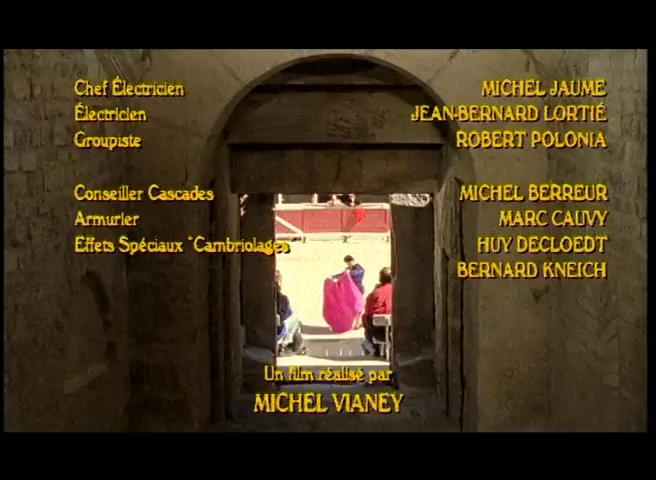 Chef Électricien MICHEL JAUME
Électricien JEAN-BERNARD LORTIÉ
Groupiste ROBERT POLONIA
Conseiller Cascades MICHEL BERREUR
Armurier MARC CAUVY
Effets Spéciaux "Cambriolages HUY DECLOEDT
BERNARD KNEICH
Un film réalisé par
MICHEL VIANEY